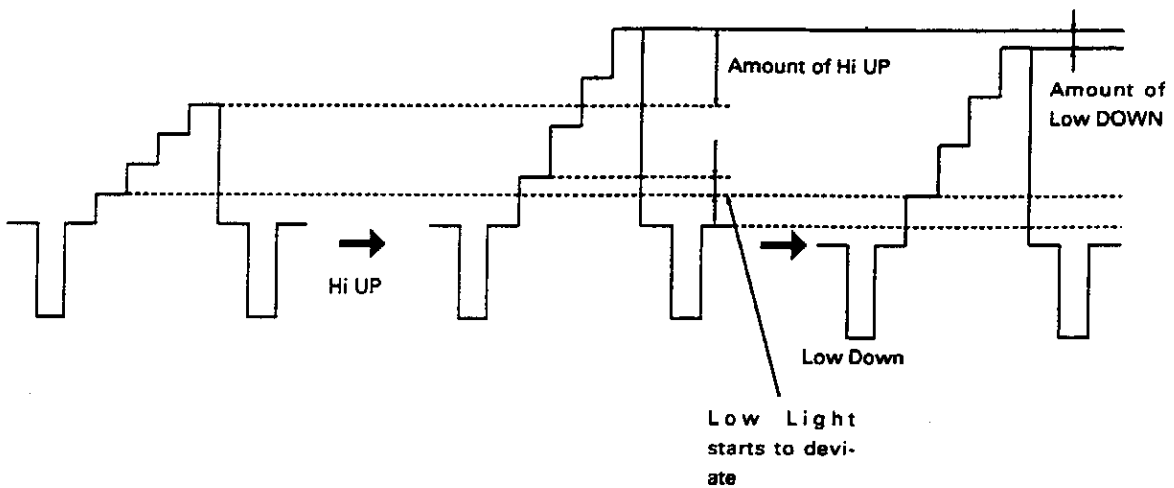 Amount of Hi UP
Amount of
Low DOWN
Hi UP
Low Down
Low Light
starts to devi-
ate